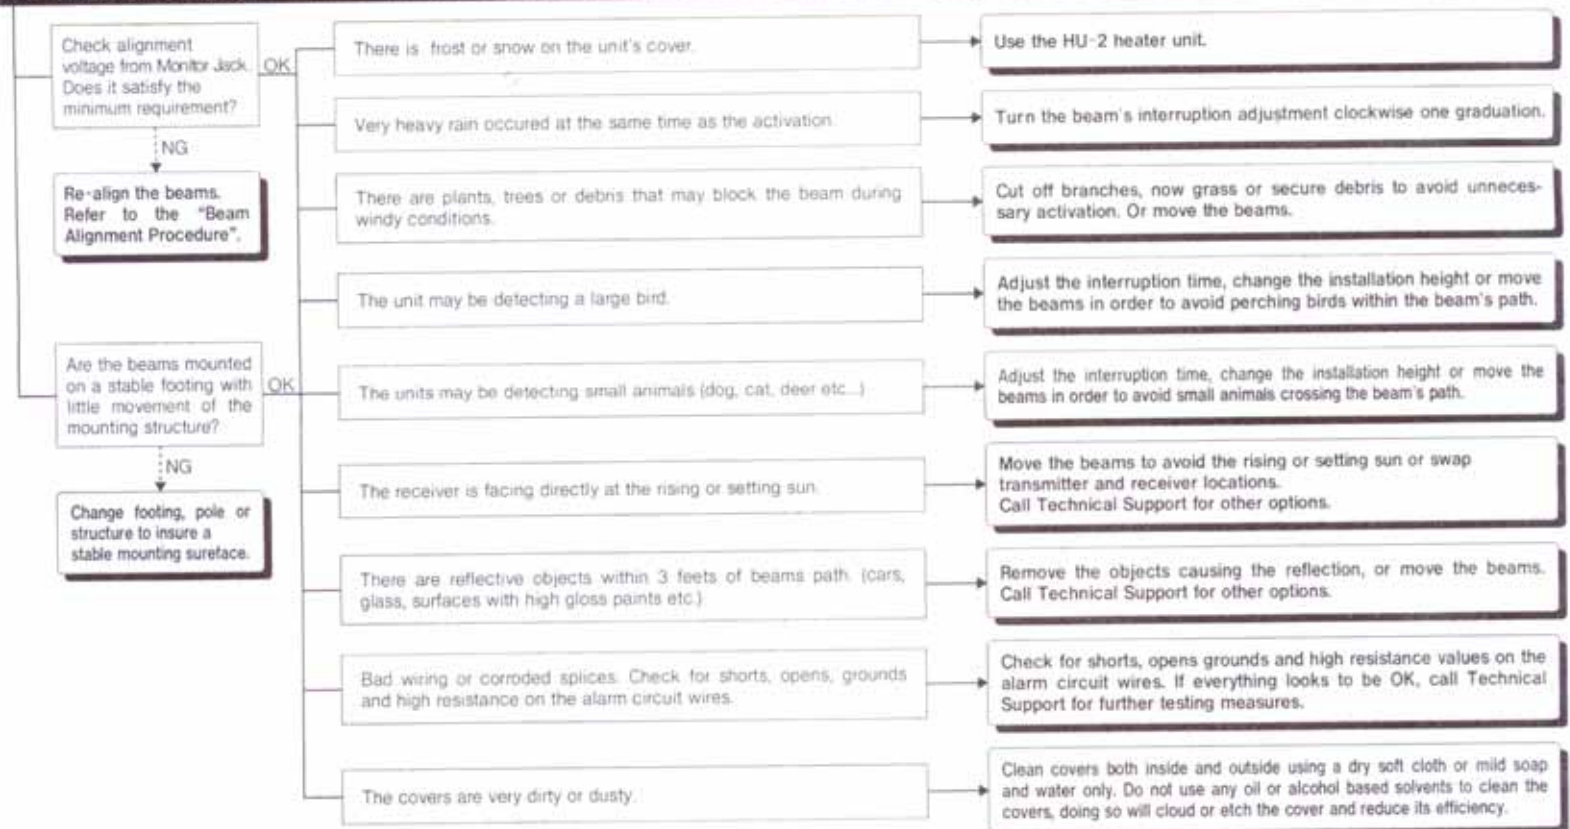 Check alignment
voltage from Monitor Jack.
Does it satisfy the
minimum requirement?
OK
NG
Re-align the beams.
Refer to the "Beam
Alignment Procedure".
Are the beams mounted
on a stable footing with
little movement of the
mounting structure?
OK
NG
Change footing, pole or
structure to insure a
stable mounting sureface.
There is frost or snow on the unit's cover.
Use the HU-2 heater unit.
Very heavy rain occured at the same time as the activation.
Turn the beam's interruption adjustment clockwise one graduation.
There are plants, trees or debris that may block the beam during
windy conditions.
Cut off branches, now grass or secure debris to avoid unneces-
sary activation. Or move the beams.
The unit may be detecting a large bird.
Adjust the interruption time, change the installation height or move
the beams in order to avoid perching birds within the beam's path.
The units may be detecting small animals (dog, cat, deer etc...)
Adjust the interruption time, change the installation height or move the
beams in order to avoid small animals crossing the beam's path.
The receiver is facing directly at the rising or setting sun.
Move the beams to avoid the rising or setting sun or swap
transmitter and receiver locations.
Call Technical Support for other options.
There are reflective objects within 3 feets of beams path. (cars,
glass, surfaces with high gloss paints etc.)
Remove the objects causing the reflection, or move the beams.
Call Technical Support for other options.
Bad wiring or corroded splices. Check for shorts, opens, grounds
and high resistance on the alarm circuit wires.
Check for shorts, opens grounds and high resistance values on the
alarm circuit wires. If everything looks to be OK, call Technical
Support for further testing measures.
The covers are very dirty or dusty.
Clean covers both inside and outside using a dry soft cloth or mild soap
and water only. Do not use any oil or alcohol based solvents to clean the
covers, doing so will cloud or etch the cover and reduce its efficiency.